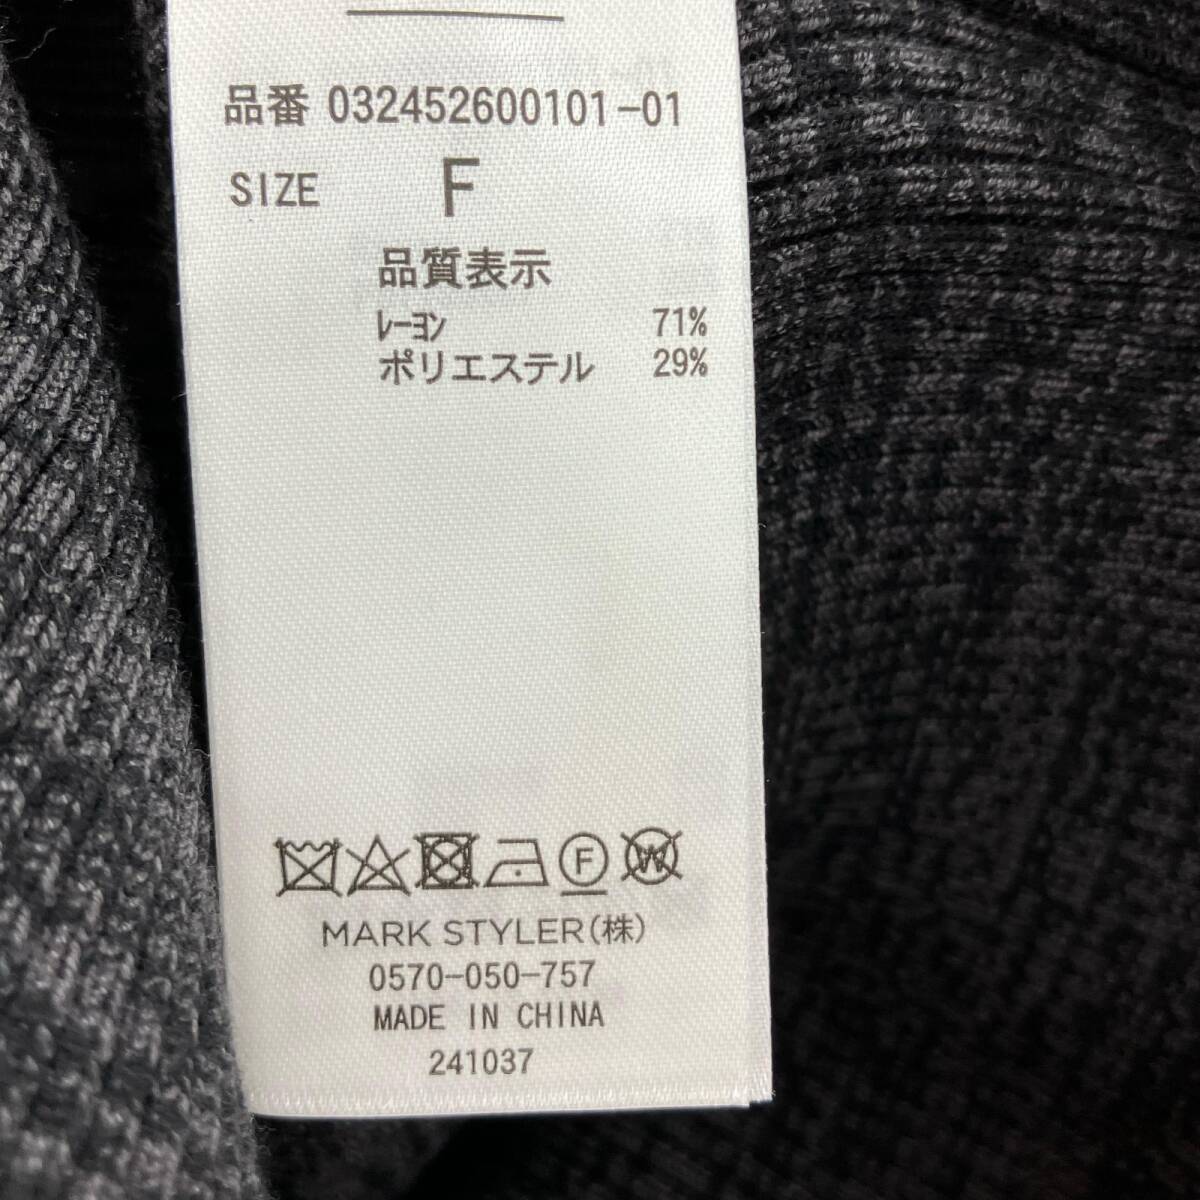 品番 032452600101-01
SIZE F
品質表示
ﾚｰﾖﾝ 71%
ポリエステル 29%
F W
MARK STYLER(株)
0570-050-757
MADE IN CHINA
241037